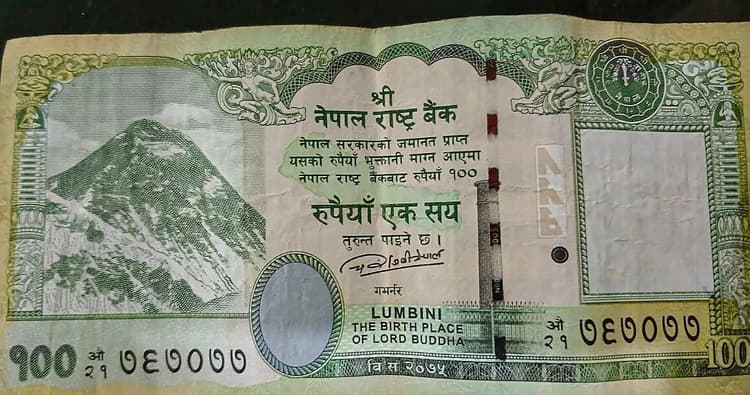 श्री
नेपाल राष्ट्र बैंक
नेपाल सरकारको जमानत प्राप्त
यसको रुपैयाँ भुक्तानी माग्न आएमा
नेपाल राष्ट्र बैंकबाट रुपैयाँ १००
रुपैयाँ एक सय
तुरुन्त पाइने छ ।
गभर्नर
LUMBINI
THE BIRTH PLACE
OF LORD BUDDHA
वि.सं.२०७५
१००
औ
२१ ७६७०७७
औ
२१ ७६७०७७
100